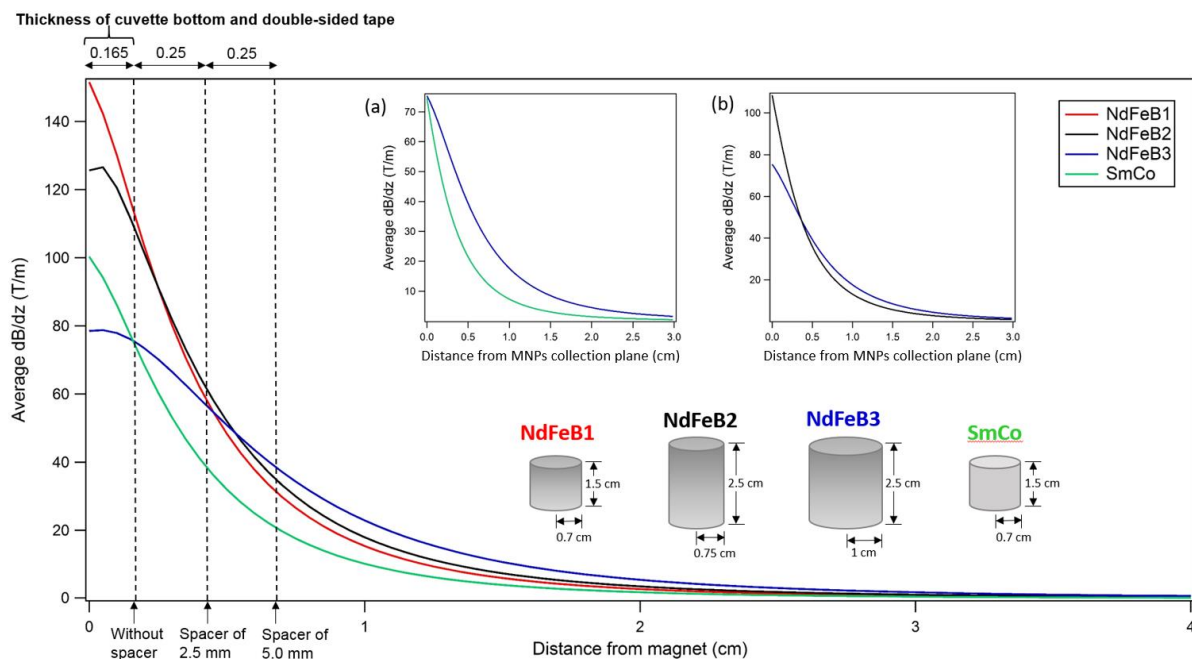 Thickness of cuvette bottom and double-sided tape
0.165 0.25 0.25
Average dB/dz (T/m)
140
120
100
80
60
40
20
0
0 1 2 3 4
Without spacer
Spacer of 2.5 mm
Spacer of 5.0 mm
Distance from magnet (cm)
(a)
Average dB/dz (T/m)
70
60
50
40
30
20
10
0.0 0.5 1.0 1.5 2.0 2.5 3.0
Distance from MNPs collection plane (cm)
(b)
Average dB/dz (T/m)
100
80
60
40
20
0.0 0.5 1.0 1.5 2.0 2.5 3.0
Distance from MNPs collection plane (cm)
NdFeB1
NdFeB2
NdFeB3
SmCo
NdFeB1
1.5 cm
0.7 cm
NdFeB2
2.5 cm
0.75 cm
NdFeB3
2.5 cm
1 cm
SmCo
1.5 cm
0.7 cm